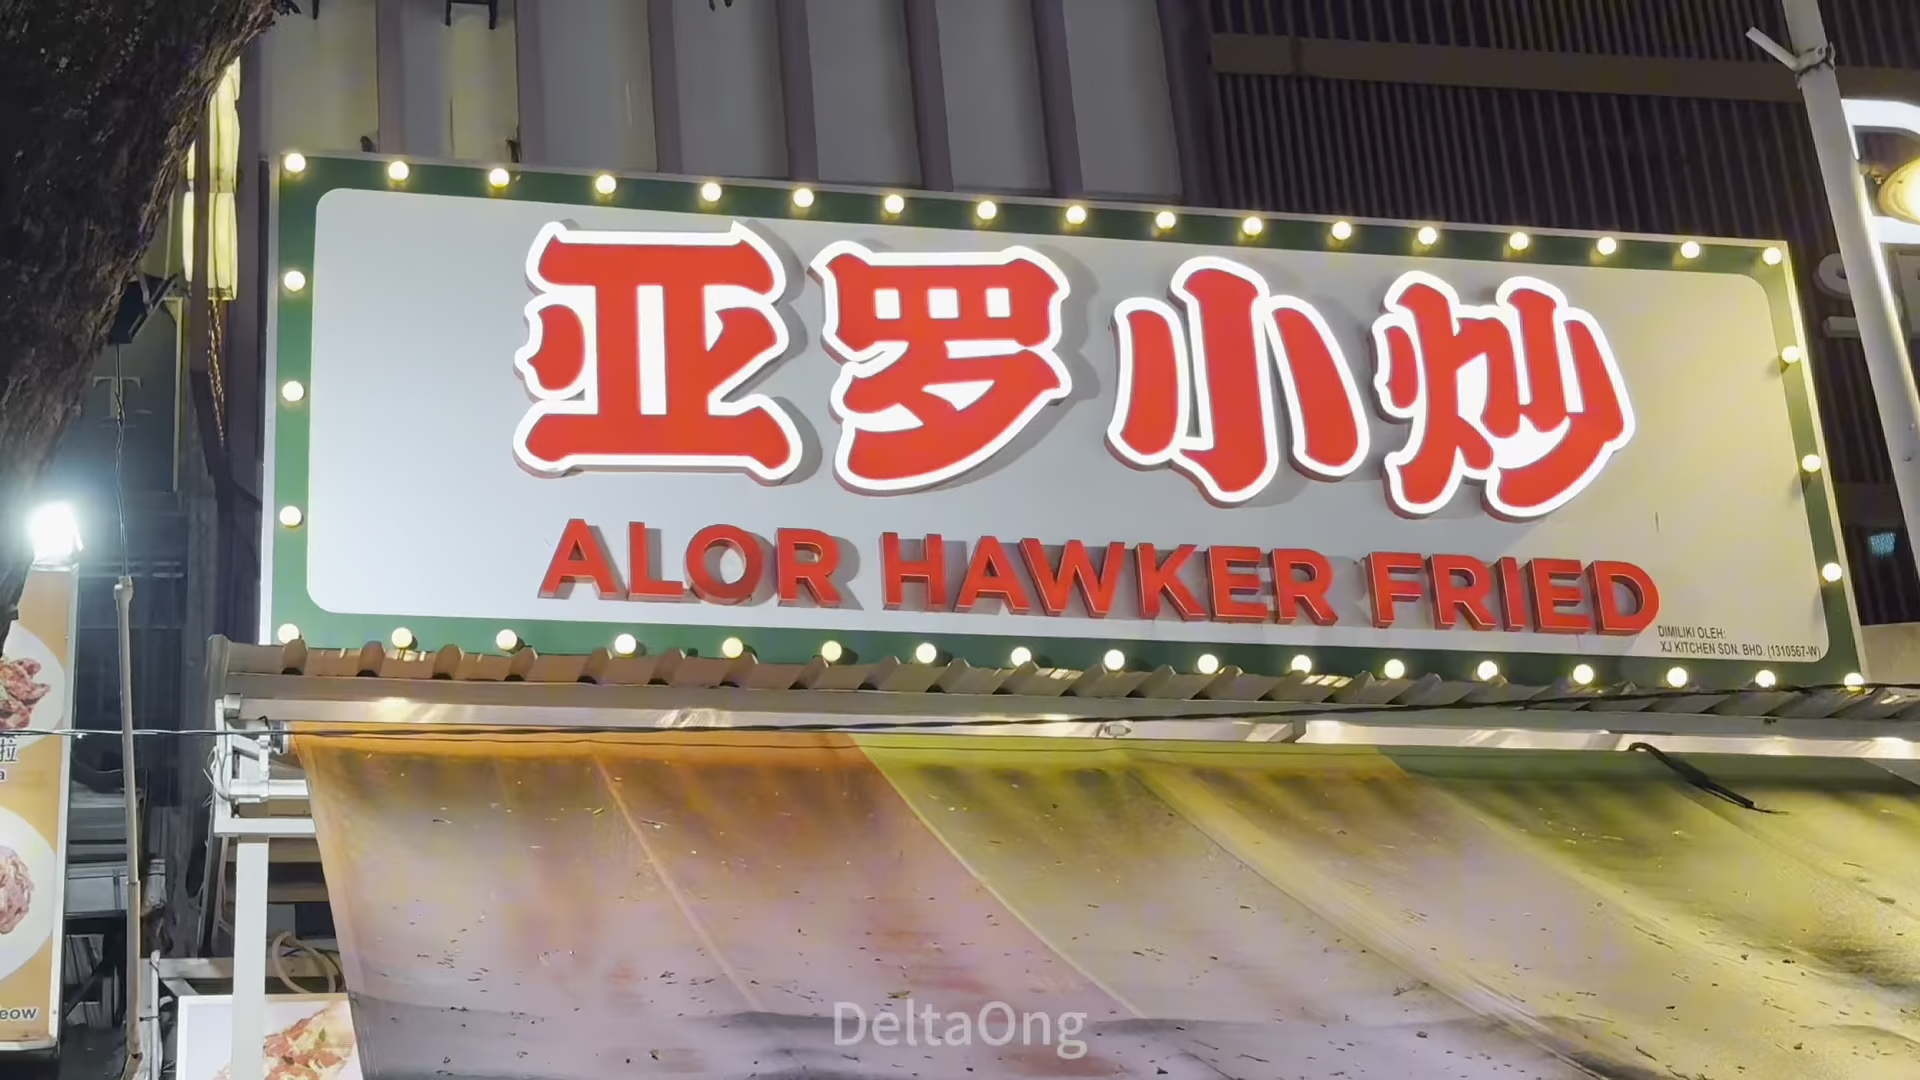 亚罗小炒
ALOR HAWKER FRIED
DIMILIKI OLEH:
XJ KITCHEN SDN. BHD. (1310567-W)
DeltaOng